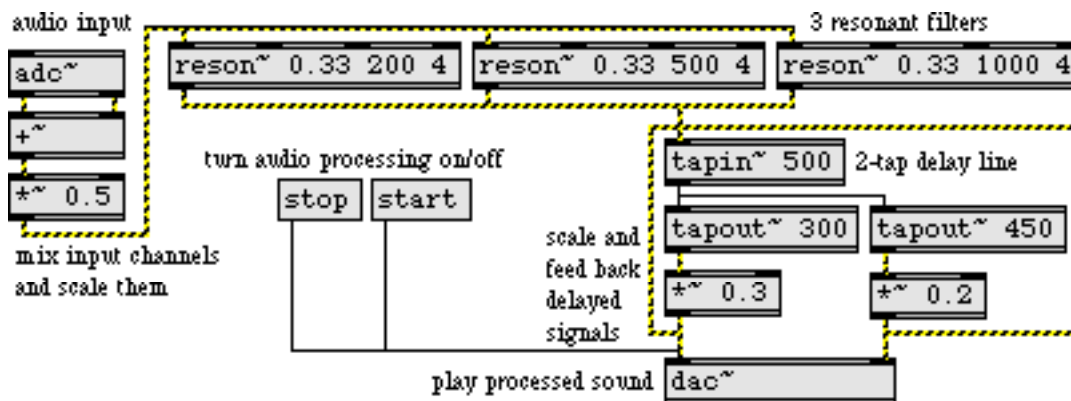 audio input
3 resonant filters
adc~
reson~ 0.33 200 4
reson~ 0.33 500 4
reson~ 0.33 1000 4
+~
*~ 0.5
mix input channels
and scale them
turn audio processing on/off
stop
start
tapin~ 500
2-tap delay line
tapout~ 300
tapout~ 450
scale and
feed back
delayed
signals
*~ 0.3
*~ 0.2
play processed sound
dac~